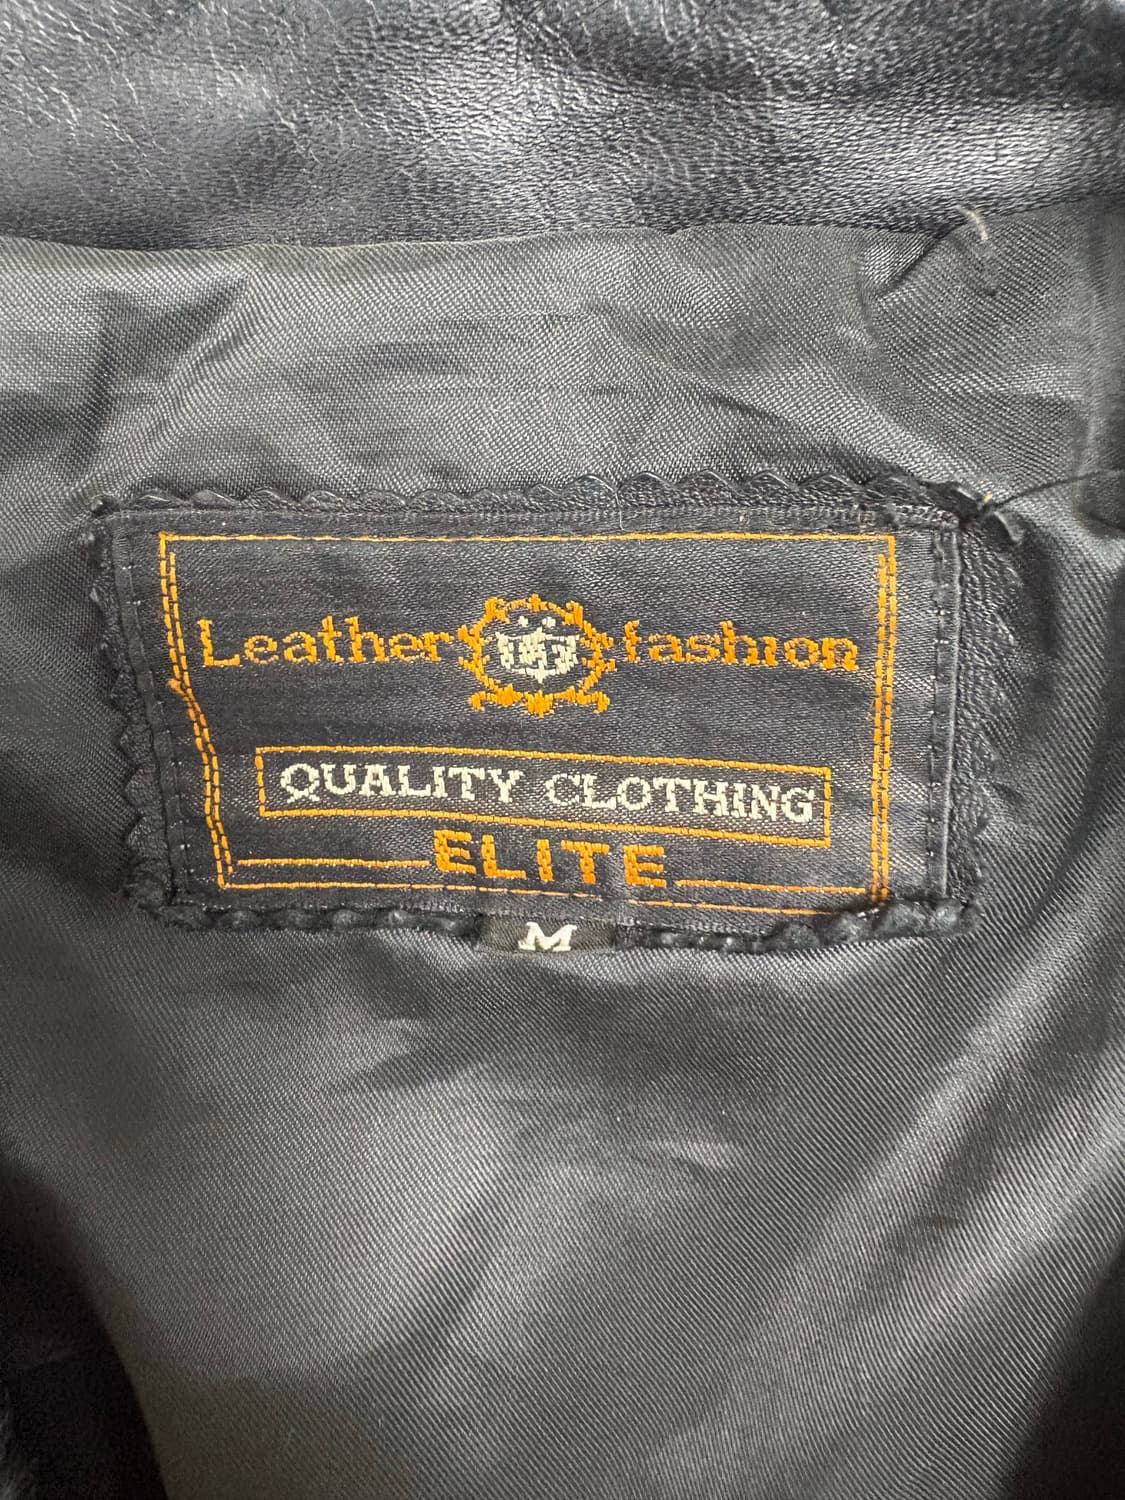 Leather fashion
QUALITY CLOTHING
ELITE
M